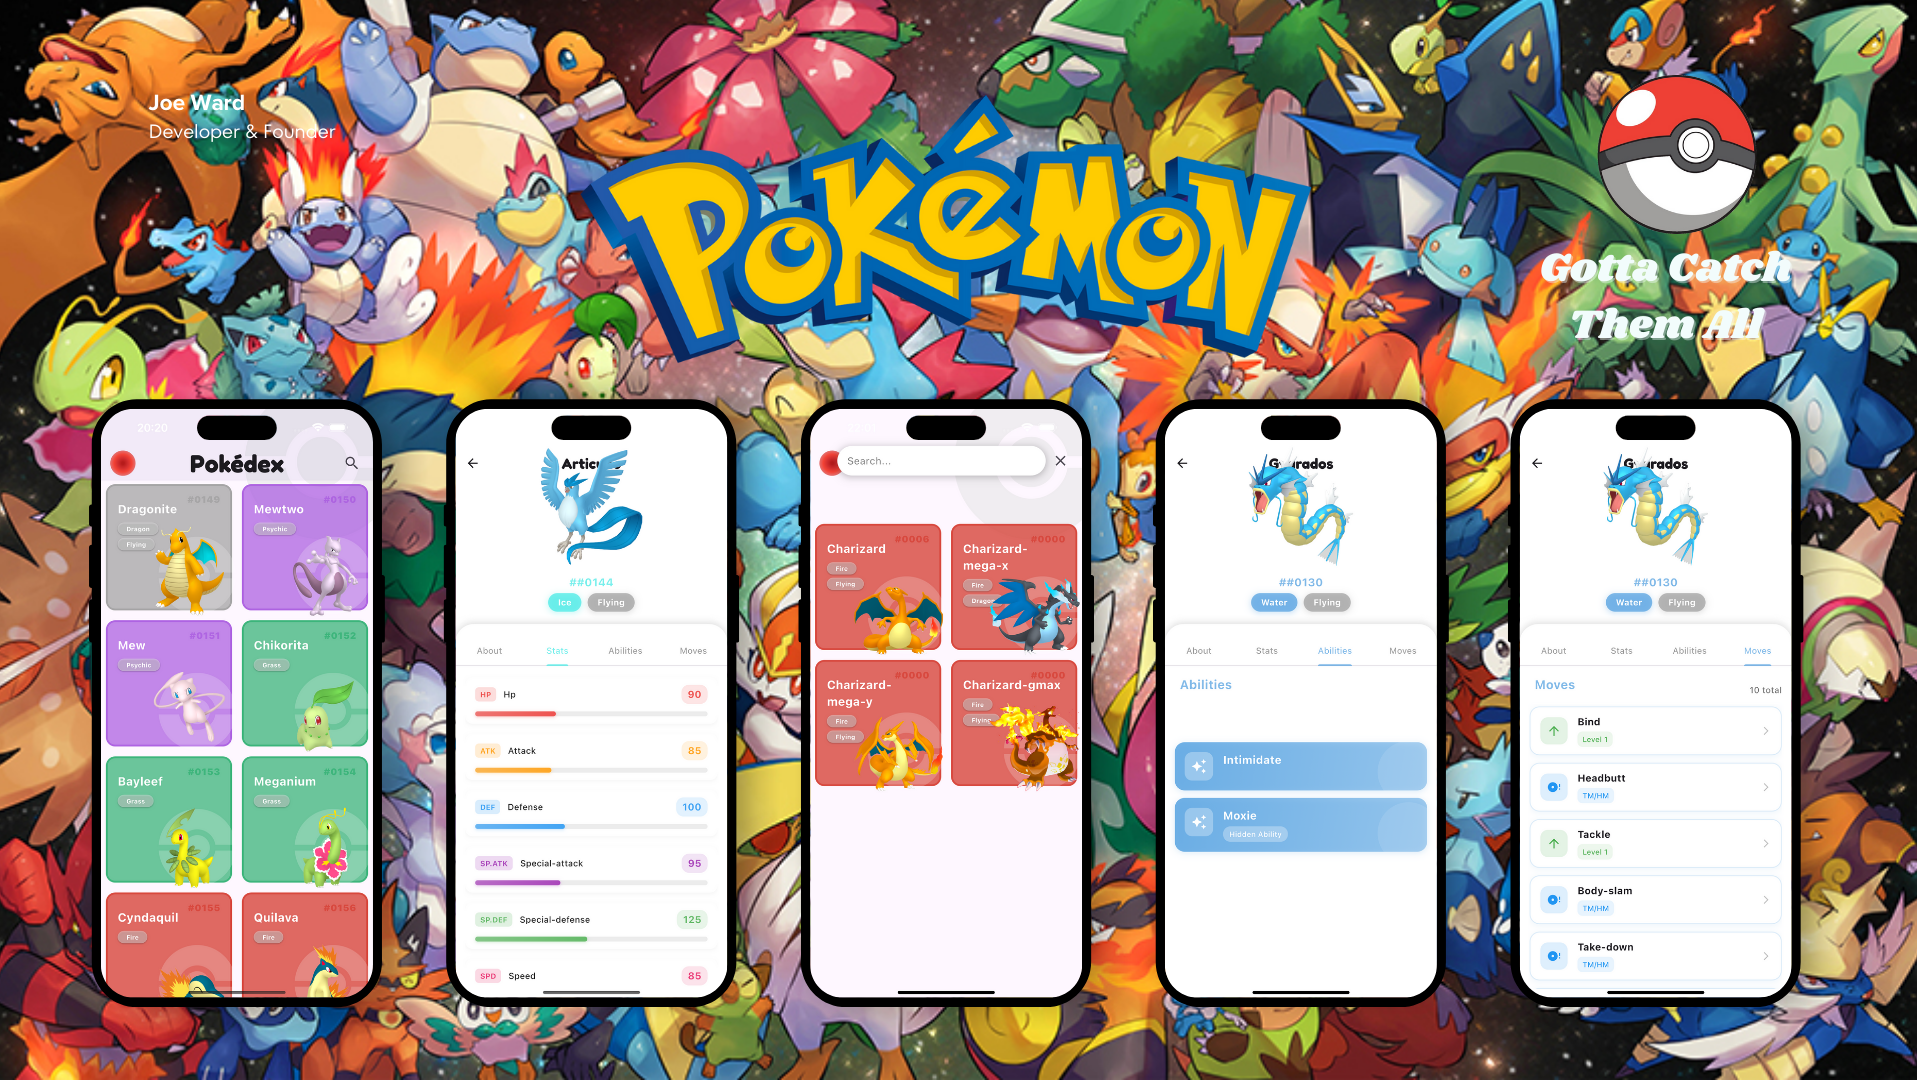 Joe Ward
Developer & Founder
POKéMON
Gotta Catch
Them All
20:20
Pokédex
#0149
Dragonite
Dragon
Flying
#0150
Mewtwo
Psychic
#0151
Mew
Psychic
#0152
Chikorita
Grass
#0153
Bayleef
Grass
#0154
Meganium
Grass
#0155
Cyndaquil
Fire
#0156
Quilava
Fire
##0144
Ice
Flying
About
Stats
Abilities
Moves
HP Hp 90
ATK Attack 85
DEF Defense 100
SP.ATK Special-attack 95
SP.DEF Special-defense 125
SPD Speed 85
Search...
#0006
Charizard
Fire
Flying
#0000
Charizard-
mega-x
Fire
Dragon
#0000
Charizard-
mega-y
Fire
Flying
#0000
Charizard-gmax
Fire
Flying
##0130
Water
Flying
About
Stats
Abilities
Moves
Abilities
Intimidate
Moxie
Hidden Ability
##0130
Water
Flying
About
Stats
Abilities
Moves
Moves
10 total
Bind
Level 1
Headbutt
TM/HM
Tackle
Level 1
Body-slam
TM/HM
Take-down
TM/HM